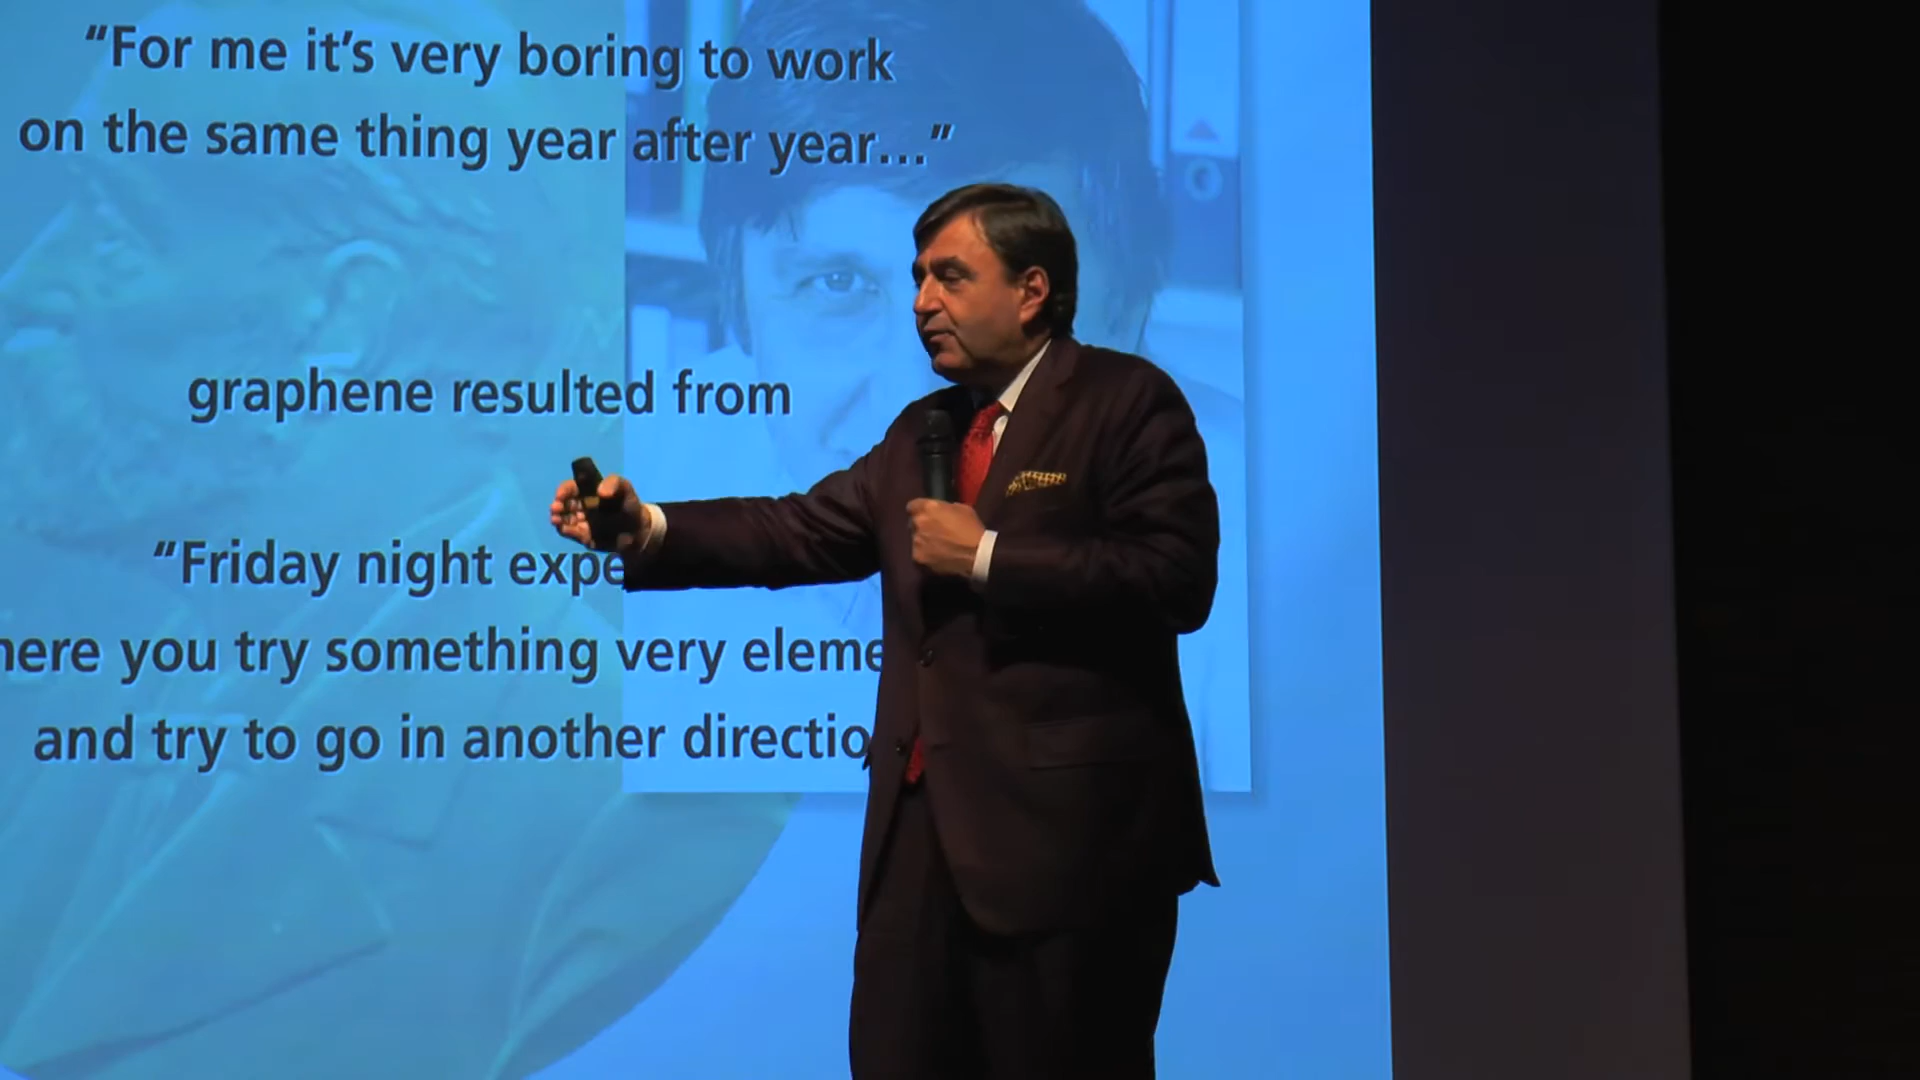 “For me it’s very boring to work
on the same thing year after year...”
graphene resulted from
“Friday night expe
here you try something very eleme
and try to go in another directio